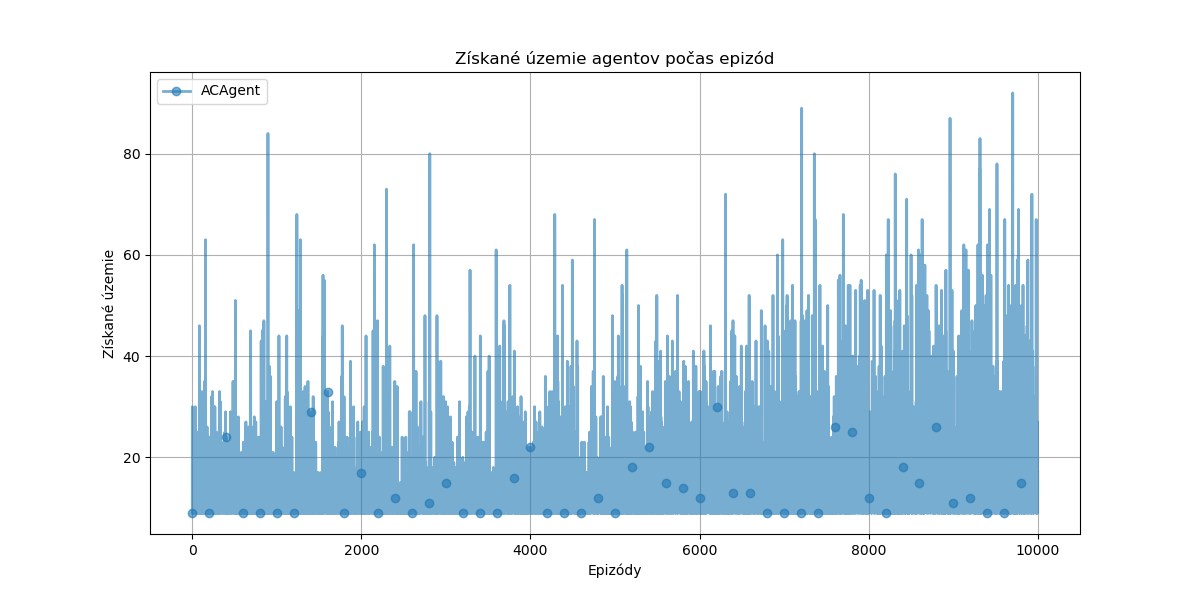 Získané územie agentov počas epizód
ACAgent
Získané územie
80
60
40
20
0 2000 4000 6000 8000 10000
Epizódy